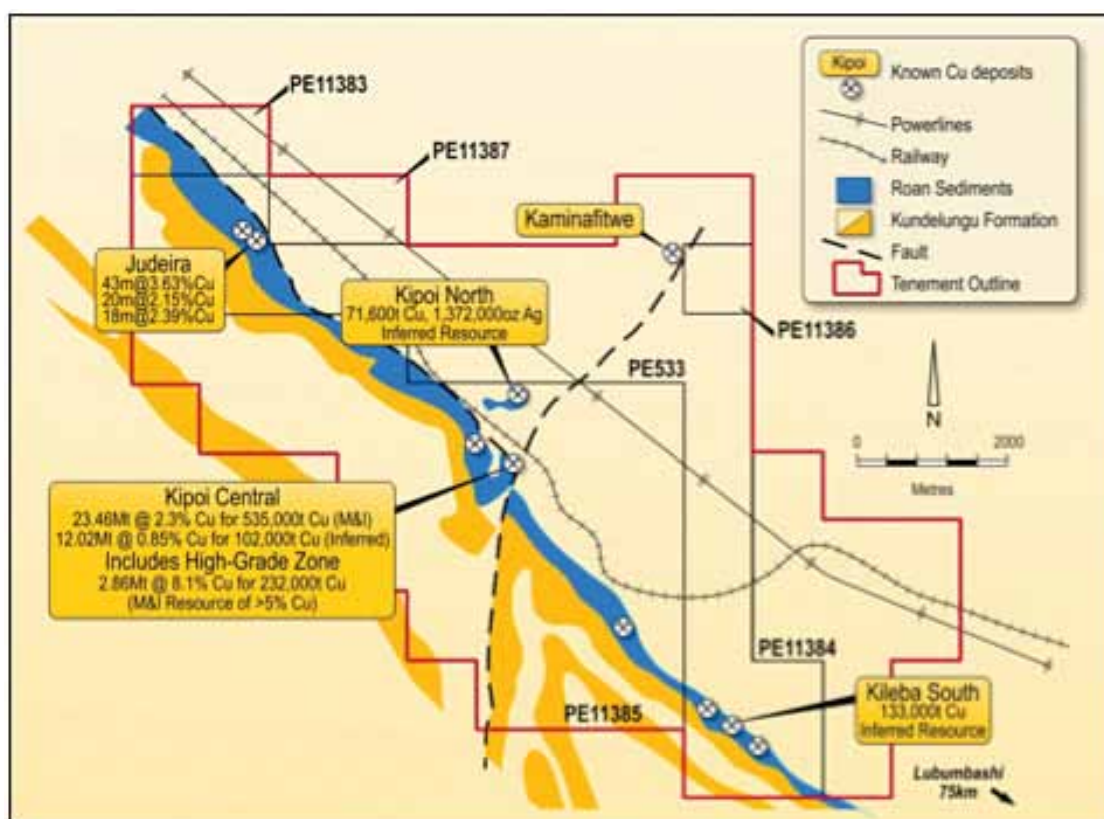 PE11383
PE11387
Kipoi
Known Cu deposits
Powerlines
Railway
Roan Sediments
Kundelungu Formation
Fault
Tenement Outline
Kaminafitwe
Judeira
43m@3.63%Cu
20m@2.15%Cu
18m@2.39%Cu
Kipoi North
71,600t Cu, 1,372,000oz Ag
Inferred Resource
PE11386
PE533
N
0 2000
Metres
Kipoi Central
23.46Mt @ 2.3% Cu for 535,000t Cu (M&I)
12.02Mt @ 0.85% Cu for 102,000t Cu (Inferred)
Includes High-Grade Zone
2.86Mt @ 8.1% Cu for 232,000t Cu
(M&I Resource of >5% Cu)
PE11384
PE11385
Kileba South
133,000t Cu
Inferred Resource
Lubumbashi
75km